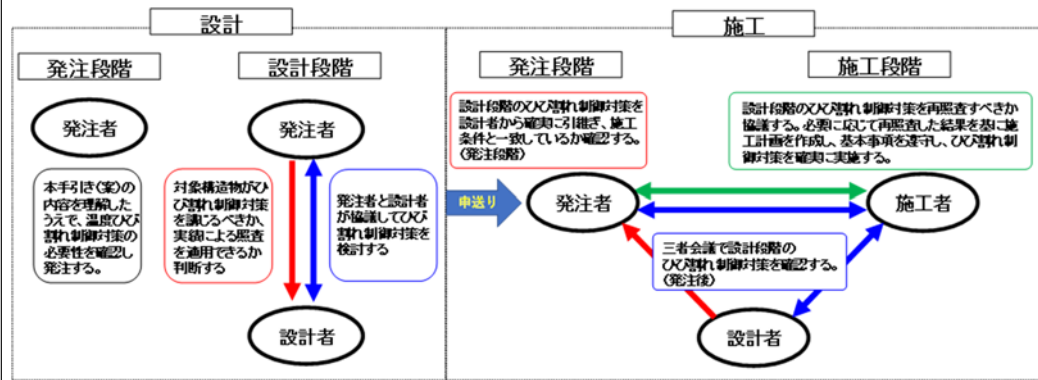 設計
発注段階
設計段階
発注者
発注者
本手引き(案)の
内容を理解した
うえで、温度ひび
割れ制御対策の
必要性を確認し
発注する。
対象構造物がひ
び割れ制御対策
を講じるべきか、
実績による照査
を適用できるか
判断する
発注者と設計者
が協議してひび
割れ制御対策を
検討する
設計者
申送り
施工
発注段階
施工段階
設計段階のひび割れ制御対策を
設計者から確実に引継ぎ、施工
条件と一致しているか確認する。
(発注段階)
設計段階のひび割れ制御対策を再照査すべきか
協議する。必要に応じて再照査した結果を基に施
工計画を作成し、基本事項を遵守し、ひび割れ制
御対策を確実に実施する。
発注者
施工者
三者会議で設計段階の
ひび割れ制御対策を確認する。
(発注後)
設計者